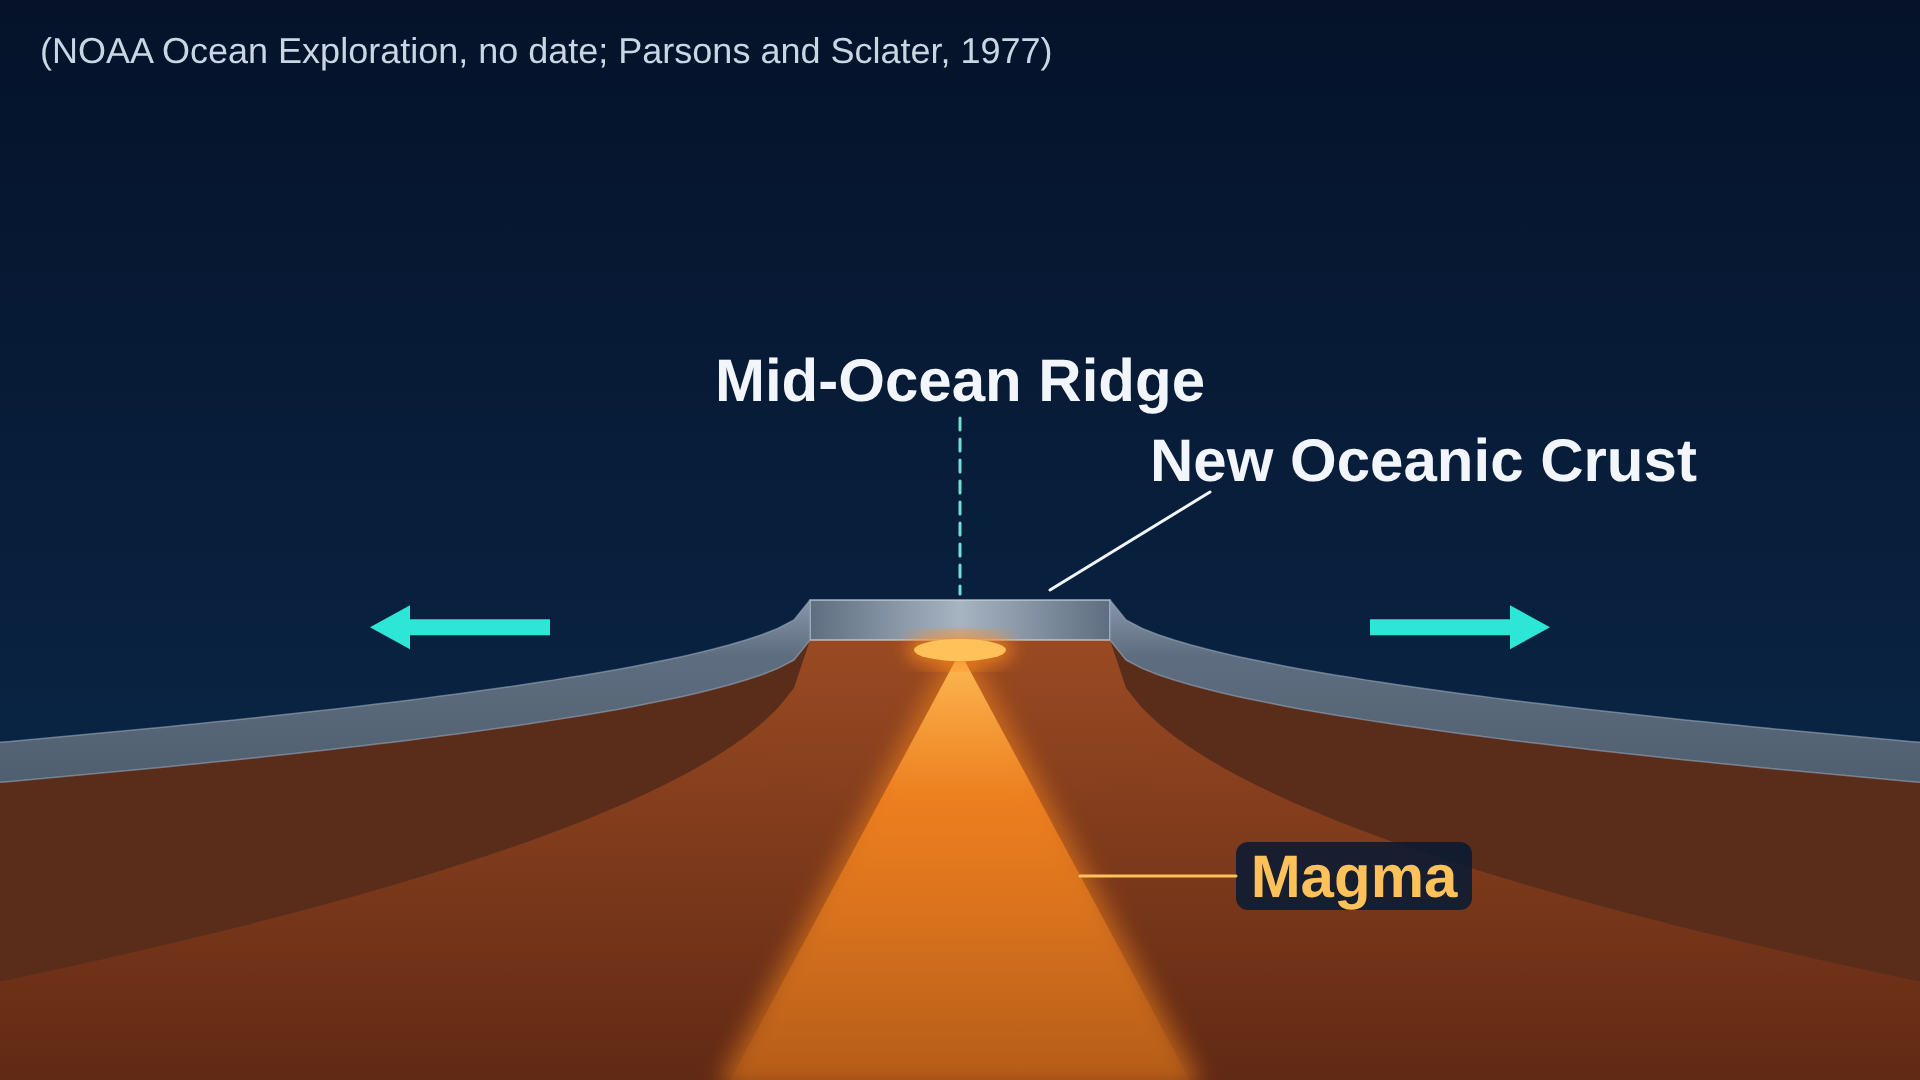 (NOAA Ocean Exploration, no date; Parsons and Sclater, 1977)
Mid-Ocean Ridge
New Oceanic Crust
Magma